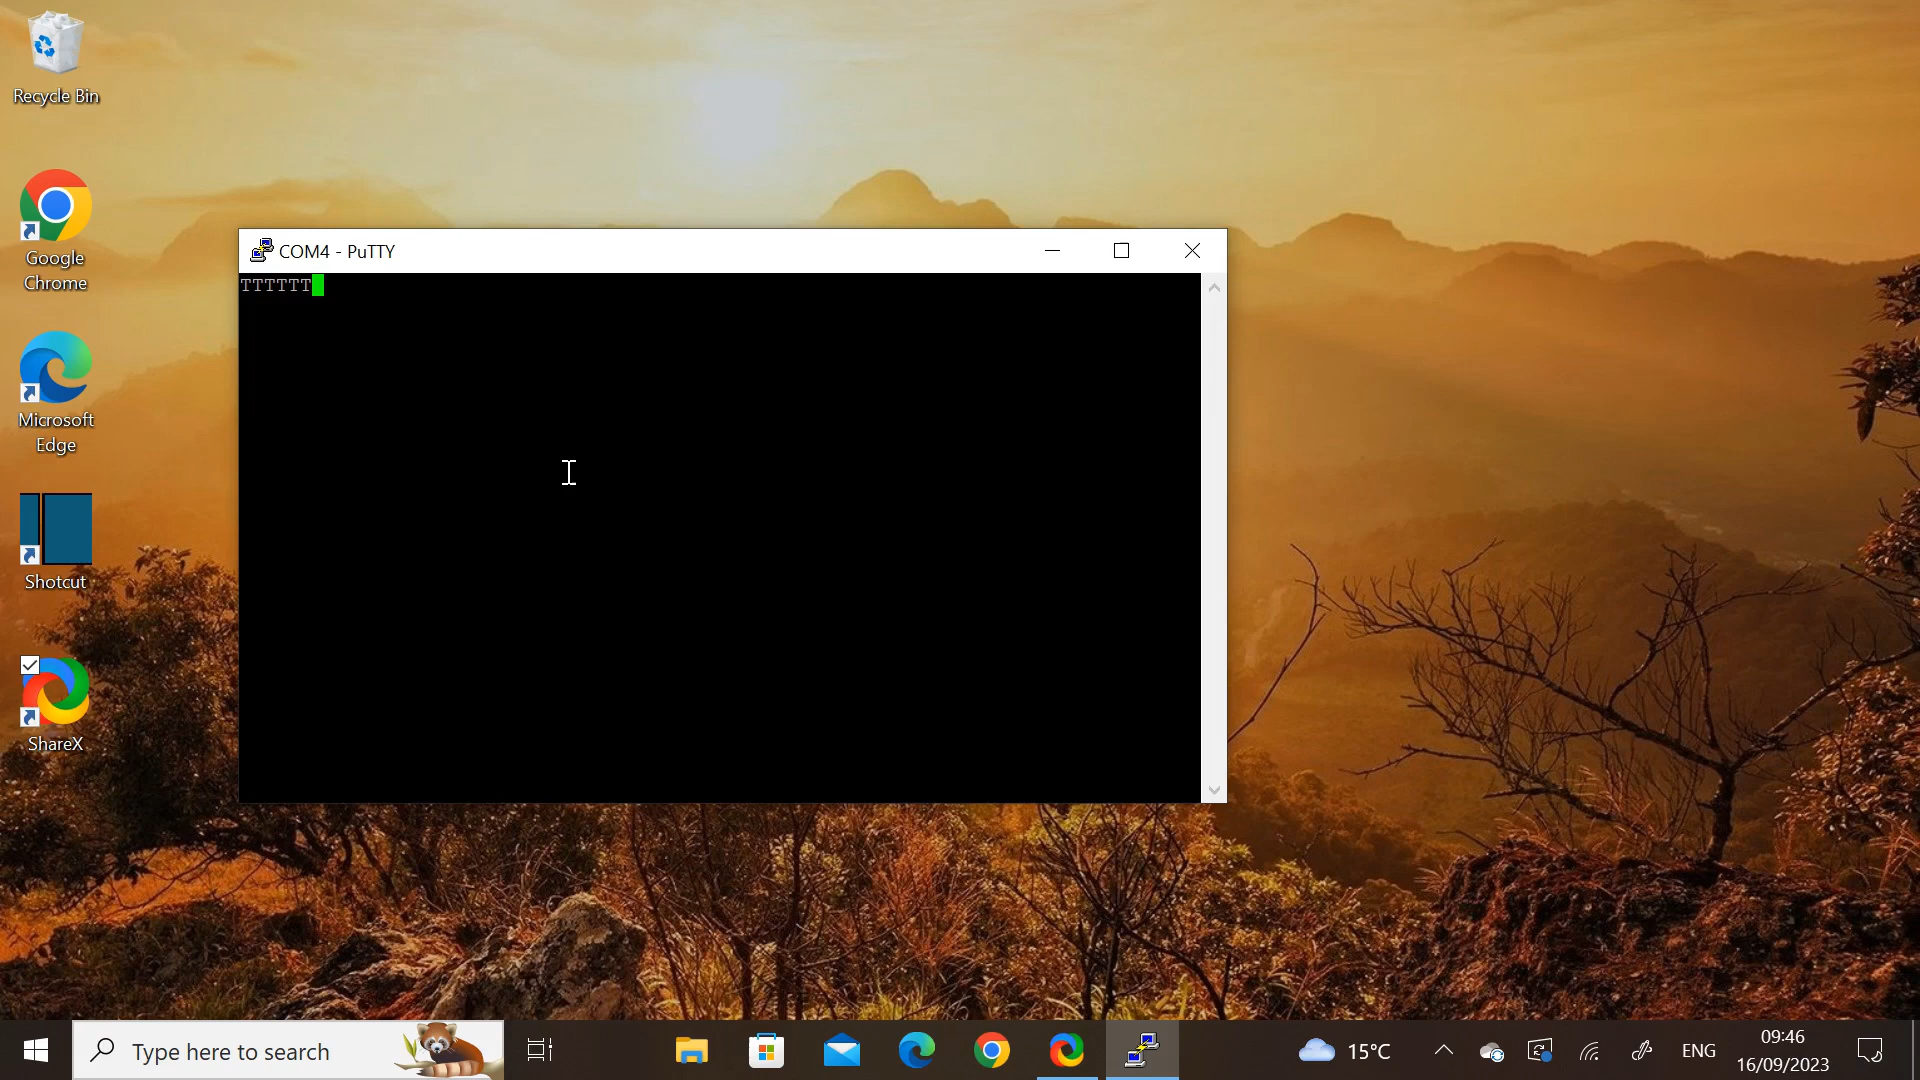 Recycle Bin
Google
Chrome
Microsoft
Edge
Shotcut
ShareX
COM4 - PuTTY
TTTTTT
Type here to search
15°C
ENG
09:46
16/09/2023